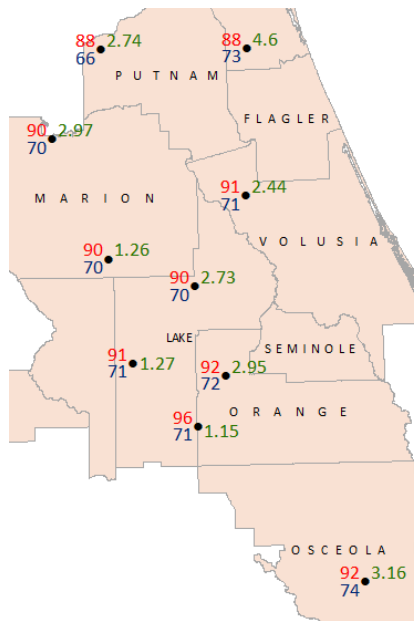 88 2.74
66
88 4.6
73
PUTNAM
FLAGLER
90 2.97
70
91 2.44
71
MARION
VOLUSIA
90 1.26
70
90 2.73
70
LAKE
SEMINOLE
91 1.27
71
92 2.95
72
ORANGE
96 1.15
71
OSCEOLA
92 3.16
74